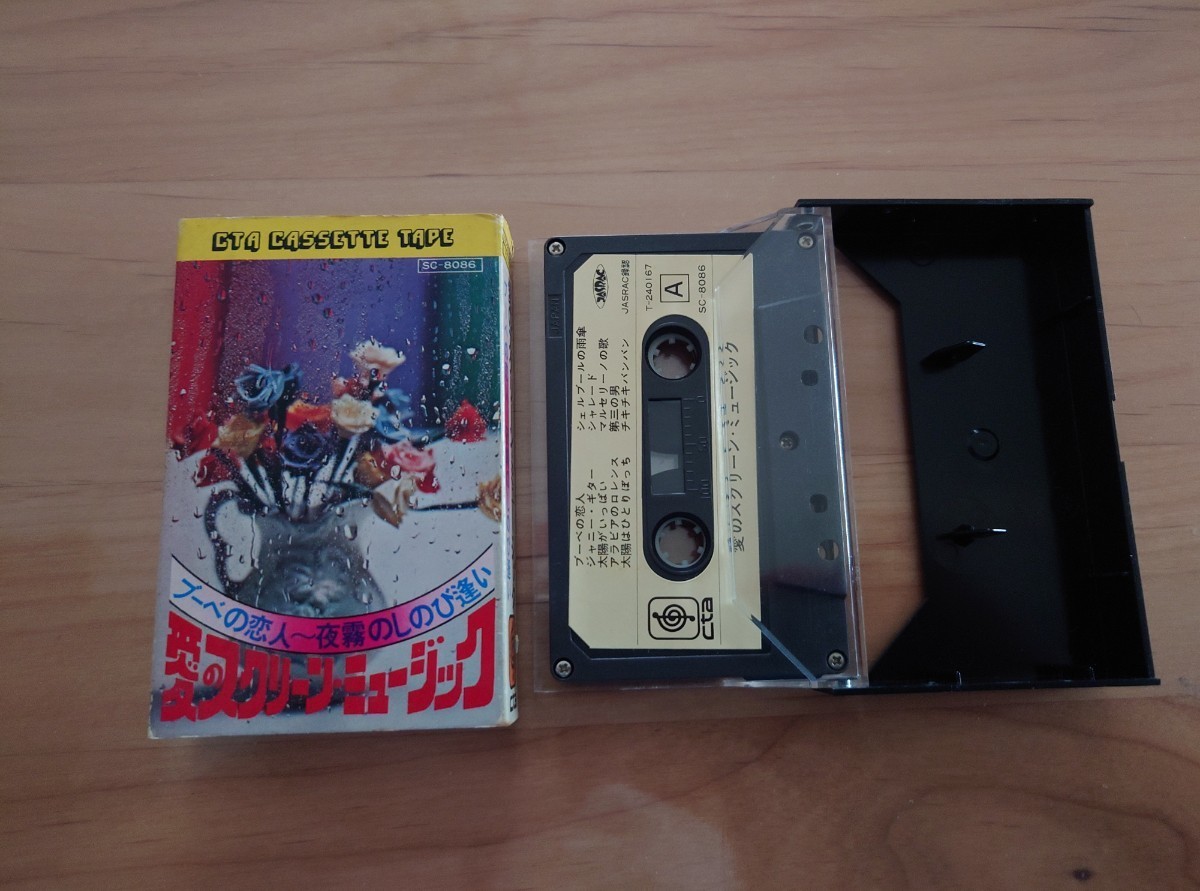 CTA CASSETTE TAPE
SC-8086
ブーベの恋人〜夜霧のしのび逢い
愛のスクリーン・ミュージック
JASRAC
JASRAC錄認
T-240167
A
SC-8086
ブーベの恋人
ジャニー・ギター
太陽がいっぱい
アラビアのロレンス
太陽はひとりぼっち
シェルブールの雨傘
シャレード
マルセリーノの歌
第三の男
チキチキバンバン
愛のスクリーン・ミュージック
cta
100
50